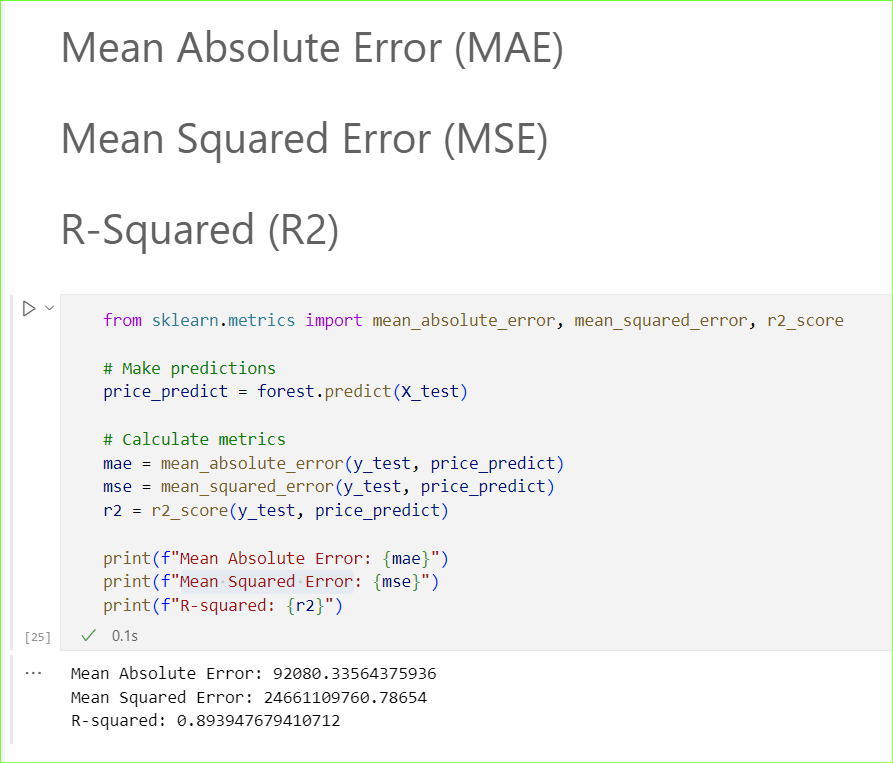 Mean Absolute Error (MAE)
Mean Squared Error (MSE)
R-Squared (R2)
from sklearn.metrics import mean_absolute_error, mean_squared_error, r2_score
# Make predictions
price_predict = forest.predict(X_test)
# Calculate metrics
mae = mean_absolute_error(y_test, price_predict)
mse = mean_squared_error(y_test, price_predict)
r2 = r2_score(y_test, price_predict)
print(f"Mean Absolute Error: {mae}")
print(f"Mean Squared Error: {mse}")
print(f"R-squared: {r2}")
[25] 0.1s
Mean Absolute Error: 92080.33564375936
Mean Squared Error: 24661109760.78654
R-squared: 0.893947679410712